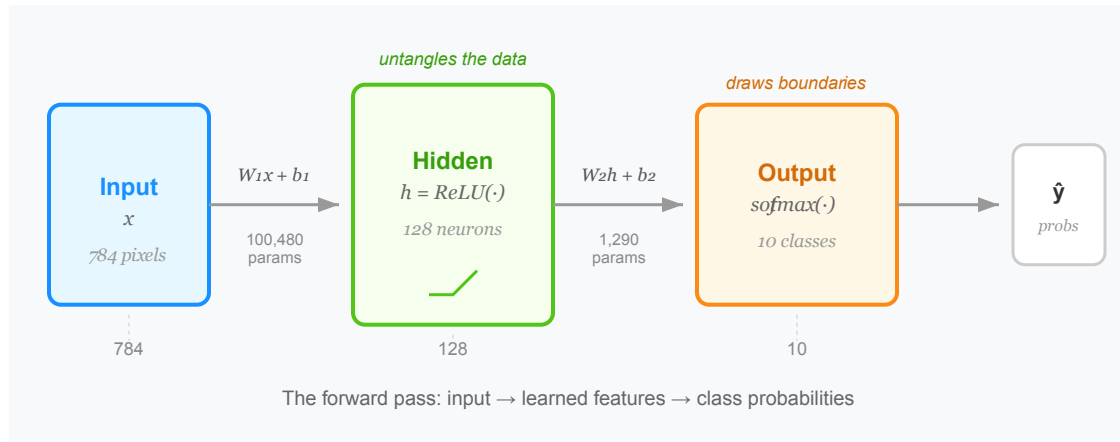 untangles the data
draws boundaries
Input
x
784 pixels
W₁x + b₁
100,480
params
Hidden
h = ReLU(·)
128 neurons
W₂h + b₂
1,290
params
Output
sofmax(·)
10 classes
ŷ
probs
784
128
10
The forward pass: input → learned features → class probabilities